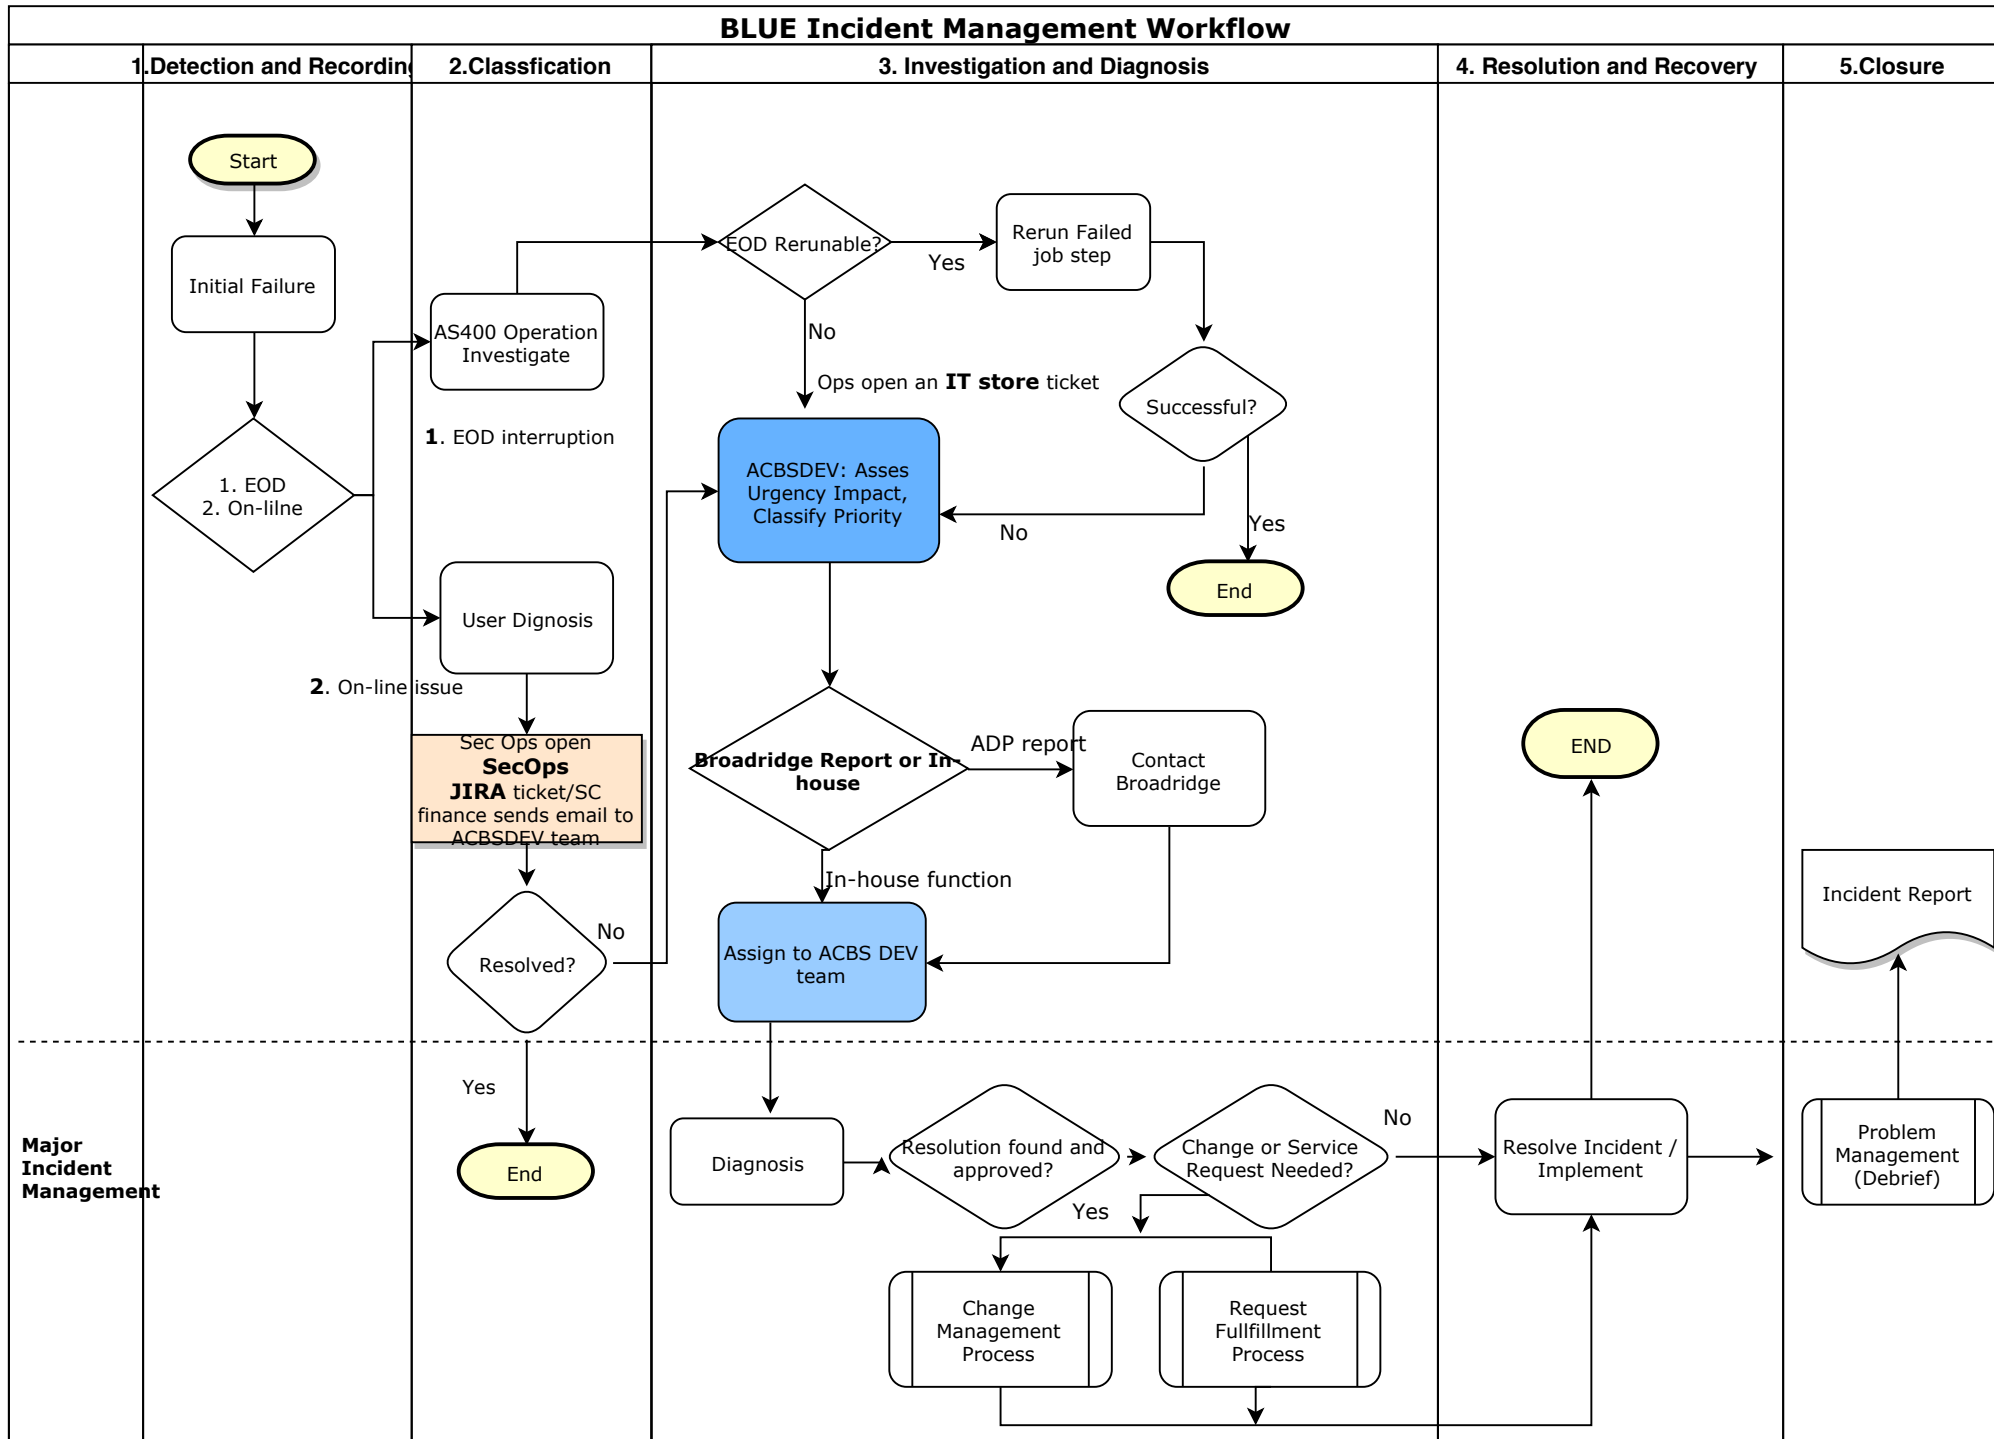 BLUE Incident Management Workflow
1.Detection and Recording
2.Classfication
3. Investigation and Diagnosis
4. Resolution and Recovery
5.Closure
Start
Initial Failure
1. EOD
2. On-lilne
AS400 Operation
Investigate
1. EOD interruption
User Dignosis
2. On-line issue
Sec Ops open
SecOps
JIRA ticket/SC
finance sends email to
ACBSDEV team
Resolved?
No
Yes
End
EOD Rerunable?
Yes
No
Rerun Failed
job step
Successful?
Ops open an IT store ticket
ACBSDEV: Asses
Urgency Impact,
Classify Priority
No
Yes
End
Broadridge Report or In-
house
ADP report
Contact
Broadridge
In-house function
Assign to ACBS DEV
team
END
Incident Report
Major
Incident
Management
Diagnosis
Resolution found and
approved?
Change or Service
Request Needed?
No
Yes
Resolve Incident /
Implement
Problem
Management
(Debrief)
Change
Management
Process
Request
Fullfillment
Process